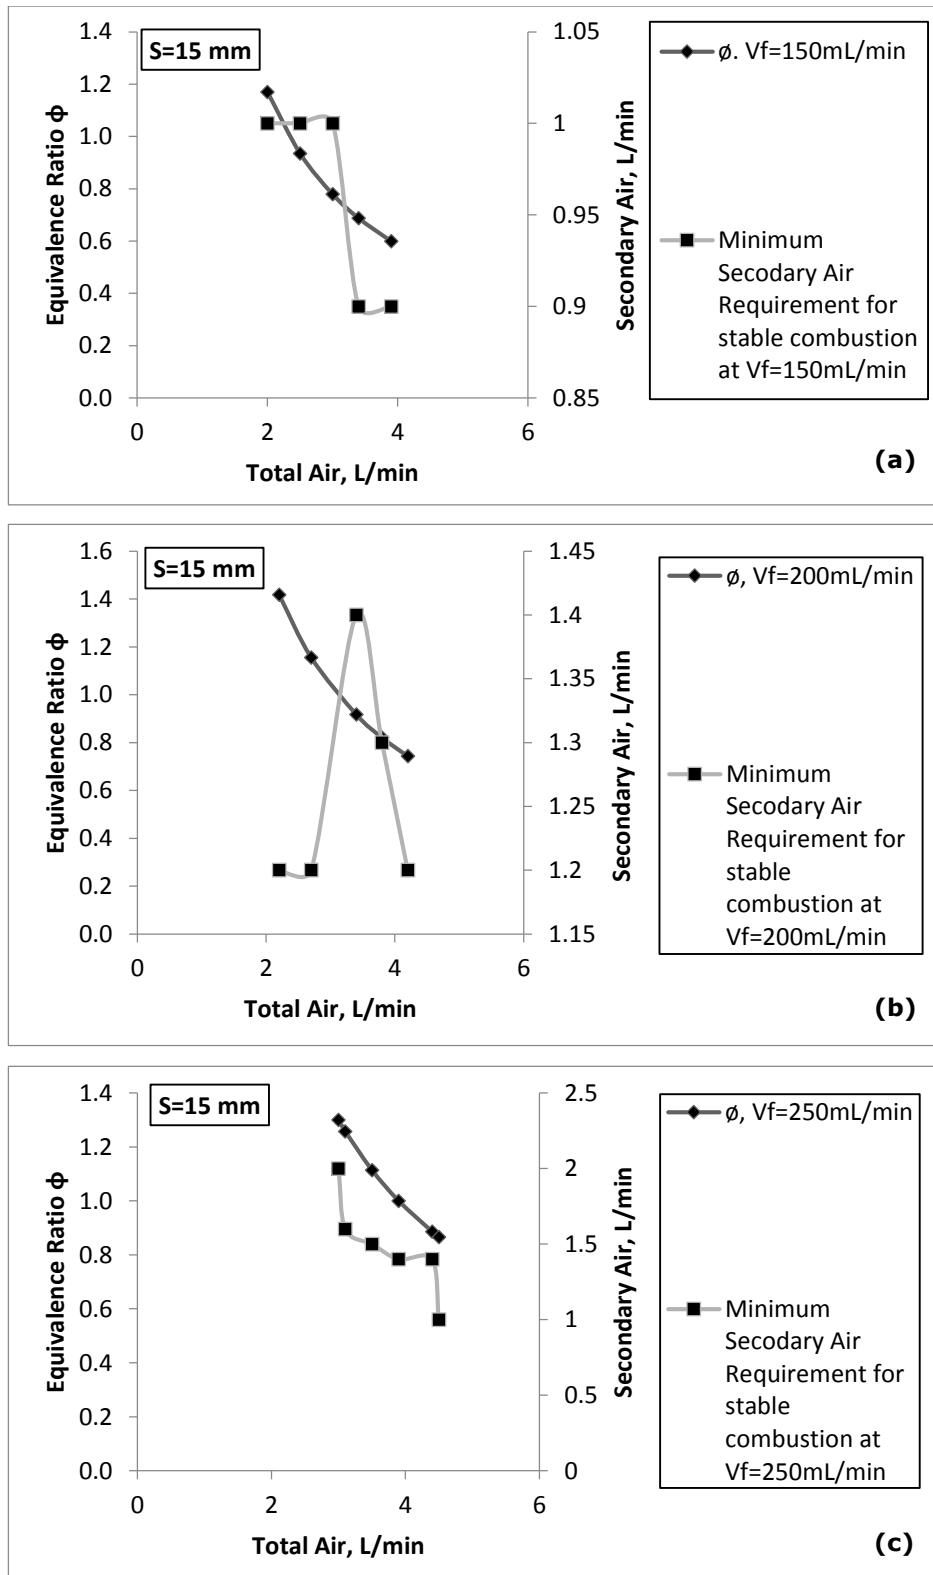 S=15 mm
1.4
1.2
1.0
0.8
0.6
0.4
0.2
0.0
Equivalence Ratio ϕ
0
2
4
6
Total Air, L/min
1.05
1
0.95
0.9
0.85
Secondary Air, L/min
ø. Vf=150mL/min
Minimum
Secodary Air
Requirement for
stable combustion
at Vf=150mL/min
(a)
S=15 mm
1.6
1.4
1.2
1.0
0.8
0.6
0.4
0.2
0.0
Equivalence Ratio ϕ
0
2
4
6
Total Air, L/min
1.45
1.4
1.35
1.3
1.25
1.2
1.15
Secondary Air, L/min
ø, Vf=200mL/min
Minimum
Secodary Air
Requirement for
stable
combustion at
Vf=200mL/min
(b)
S=15 mm
1.4
1.2
1.0
0.8
0.6
0.4
0.2
0.0
Equivalence Ratio ϕ
0
2
4
6
Total Air, L/min
2.5
2
1.5
1
0.5
0
Secondary Air, L/min
ø, Vf=250mL/min
Minimum
Secodary Air
Requirement for
stable
combustion at
Vf=250mL/min
(c)